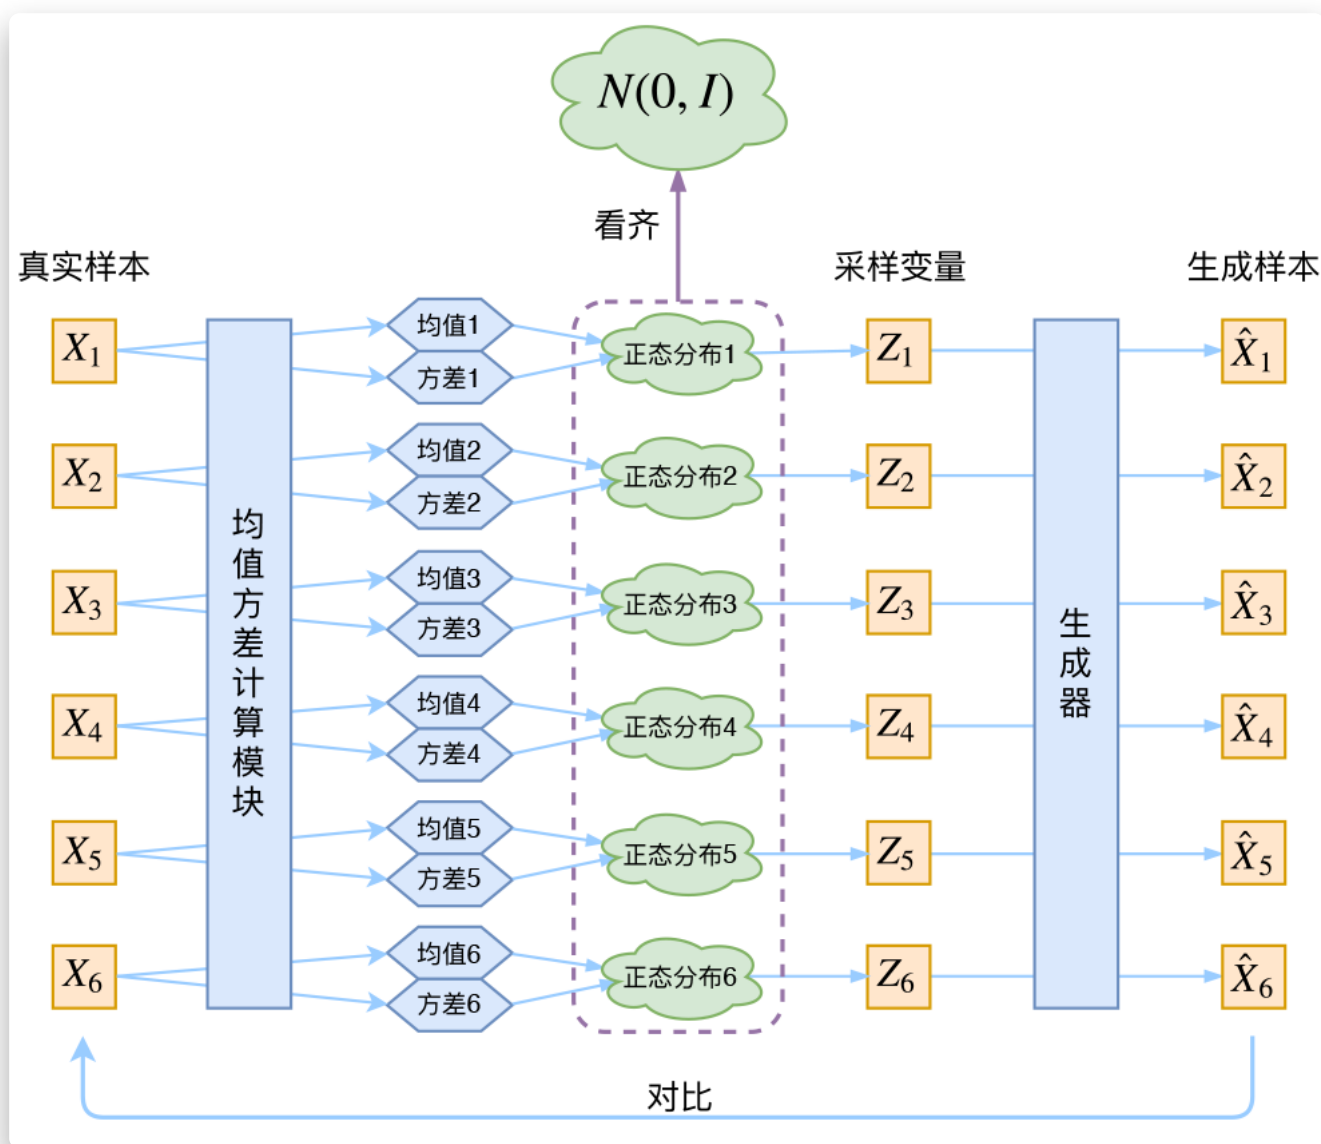 N(0, I)
看齐
真实样本
采样变量
生成样本
X₁
均值1
方差1
正态分布1
Z₁
X̂₁
X₂
均值2
方差2
正态分布2
Z₂
X̂₂
X₃
均值3
方差3
正态分布3
Z₃
X̂₃
X₄
均值4
方差4
正态分布4
Z₄
X̂₄
X₅
均值5
方差5
正态分布5
Z₅
X̂₅
X₆
均值6
方差6
正态分布6
Z₆
X̂₆
均值方差计算模块
生成器
对比